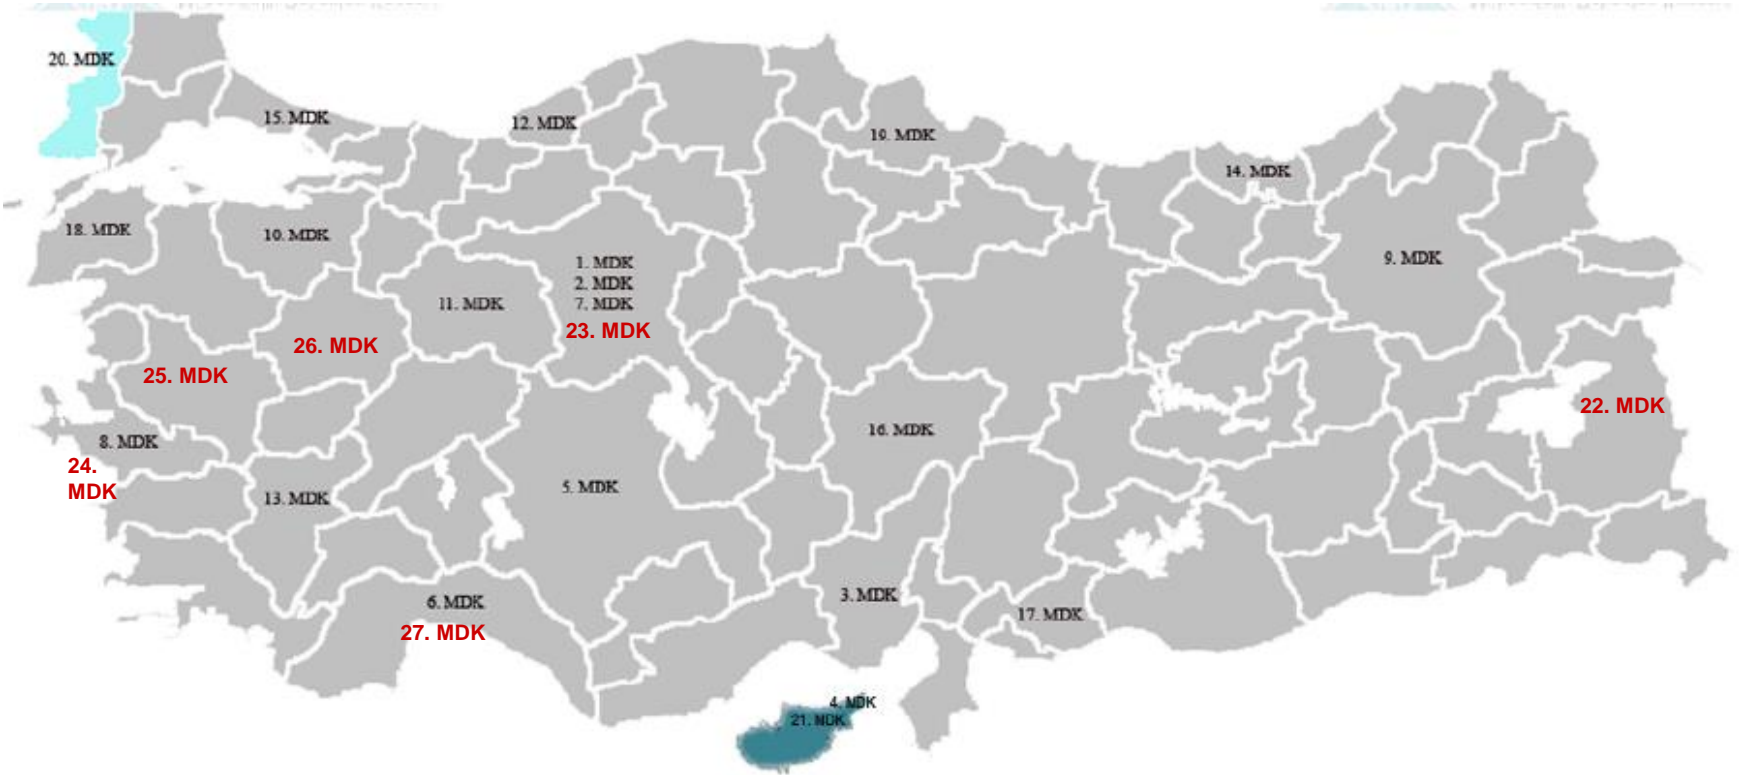 20. MDK
15. MDK
12. MDK
19. MDK
14. MDK
18. MDK
10. MDK
9. MDK
1. MDK
2. MDK
7. MDK
23. MDK
11. MDK
26. MDK
25. MDK
22. MDK
8. MDK
16. MDK
24.
MDK
13. MDK
5. MDK
6. MDK
27. MDK
3. MDK
17. MDK
4. MDK
21. MDK